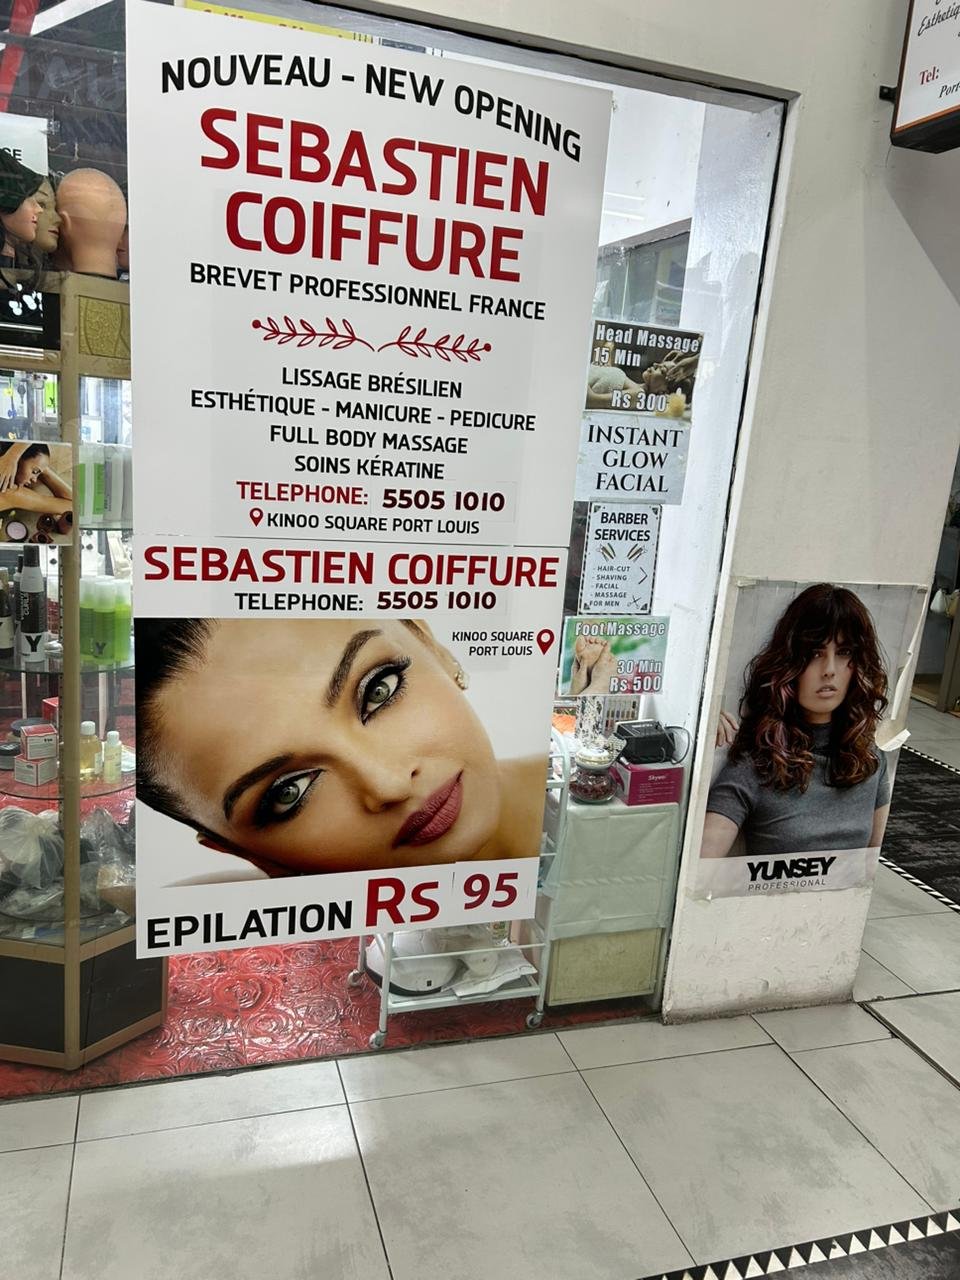 NOUVEAU - NEW OPENING
SEBASTIEN
COIFFURE
BREVET PROFESSIONNEL FRANCE
LISSAGE BRÉSILIEN
ESTHÉTIQUE - MANICURE - PEDICURE
FULL BODY MASSAGE
SOINS KÉRATINE
TELEPHONE: 5505 1010
KINOO SQUARE PORT LOUIS
SEBASTIEN COIFFURE
TELEPHONE: 5505 1010
KINOO SQUARE
PORT LOUIS
EPILATION Rs 95
Head Massage
15 Min
Rs 300
INSTANT
GLOW
FACIAL
BARBER
SERVICES
- HAIR-CUT
- SHAVING
- FACIAL
- MASSAGE
FOR MEN
Foot Massage
30 Min
Rs 500
Skyee
YUNSEY
PROFESSIONAL
Tel:
Y